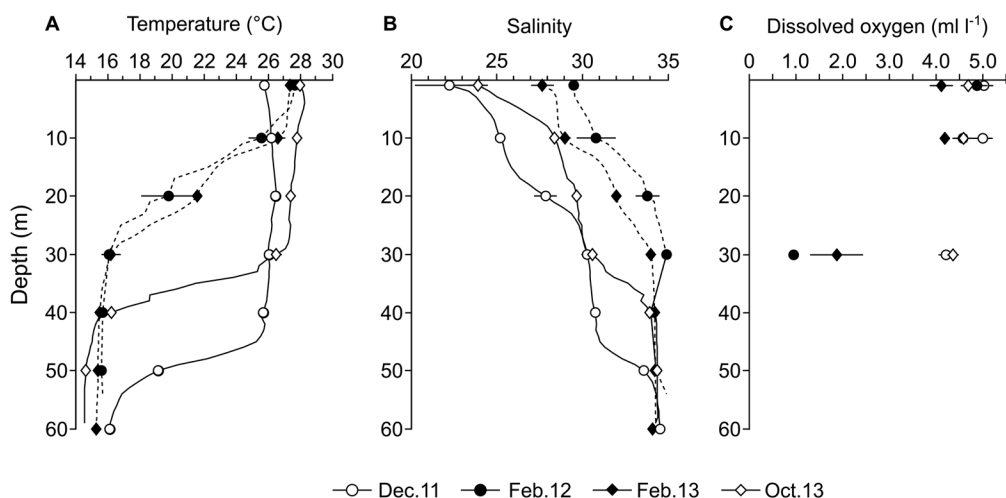 A Temperature (°C) B Salinity C Dissolved oxygen (ml l-1)
14 16 18 20 22 24 26 28 30 20 25 30 35 0 1.0 2.0 3.0 4.0 5.0
10 10 10
20 20 20
30 30 30
40 40 40
50 50 50
60 60 60
Depth (m)
Dec.11 Feb.12 Feb.13 Oct.13